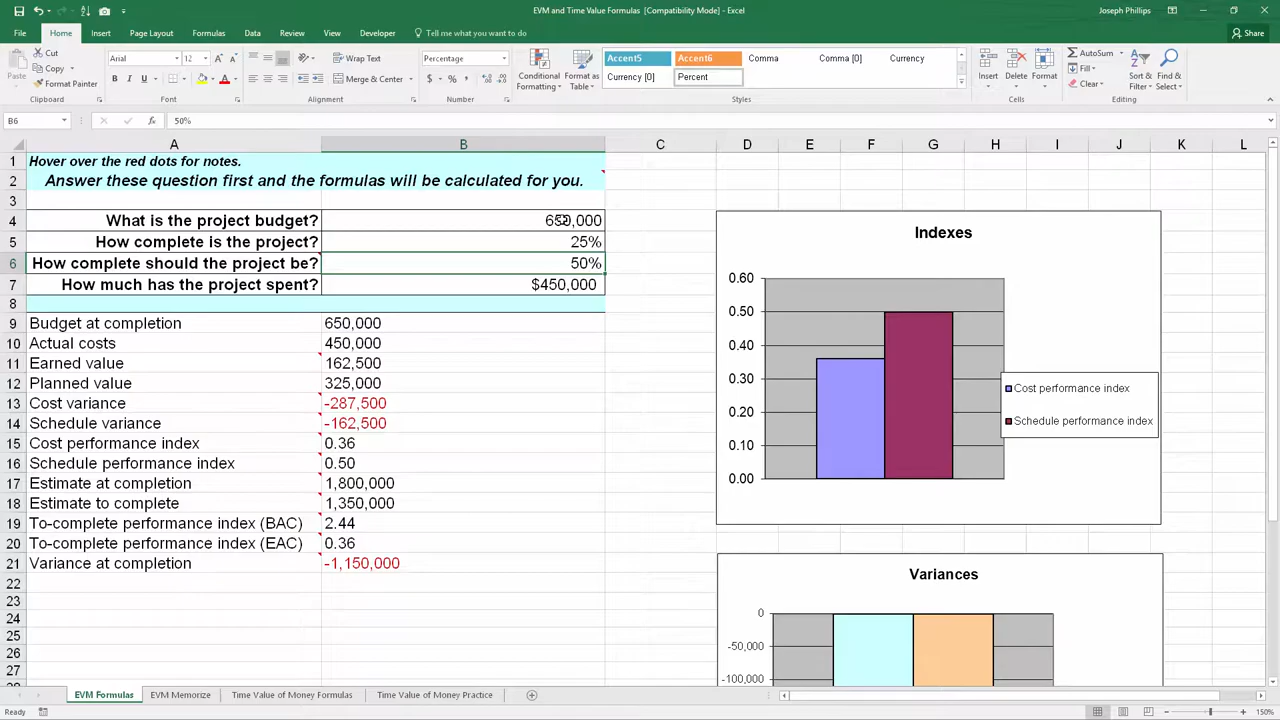 EVM and Time Value Formulas [Compatibility Mode] - Excel
Joseph Phillips
File Home Insert Page Layout Formulas Data Review View Developer Tell me what you want to do Share
Paste
Cut
Copy
Format Painter
Clipboard
Arial 12
B I U
Font
Wrap Text
Merge & Center
Alignment
Percentage
$ % ,
Number
Conditional Formatting
Format as Table
Accent5 Accent6 Comma Comma [0] Currency
Currency [0] Percent
Styles
Insert Delete Format
Cells
AutoSum
Fill
Clear
Sort & Filter
Find & Select
Editing
B6 fx 50%
A B C D E F G H I J K L
1 Hover over the red dots for notes.
2 Answer these question first and the formulas will be calculated for you.
3
4 What is the project budget? 650,000
5 How complete is the project? 25%
6 How complete should the project be? 50%
7 How much has the project spent? $450,000
8
9 Budget at completion 650,000
10 Actual costs 450,000
11 Earned value 162,500
12 Planned value 325,000
13 Cost variance -287,500
14 Schedule variance -162,500
15 Cost performance index 0.36
16 Schedule performance index 0.50
17 Estimate at completion 1,800,000
18 Estimate to complete 1,350,000
19 To-complete performance index (BAC) 2.44
20 To-complete performance index (EAC) 0.36
21 Variance at completion -1,150,000
22
23
24
25
26
27
Indexes
0.60
0.50
0.40
0.30
0.20
0.10
0.00
Cost performance index
Schedule performance index
Variances
0
-50,000
-100,000
EVM Formulas EVM Memorize Time Value of Money Formulas Time Value of Money Practice
Ready
150%